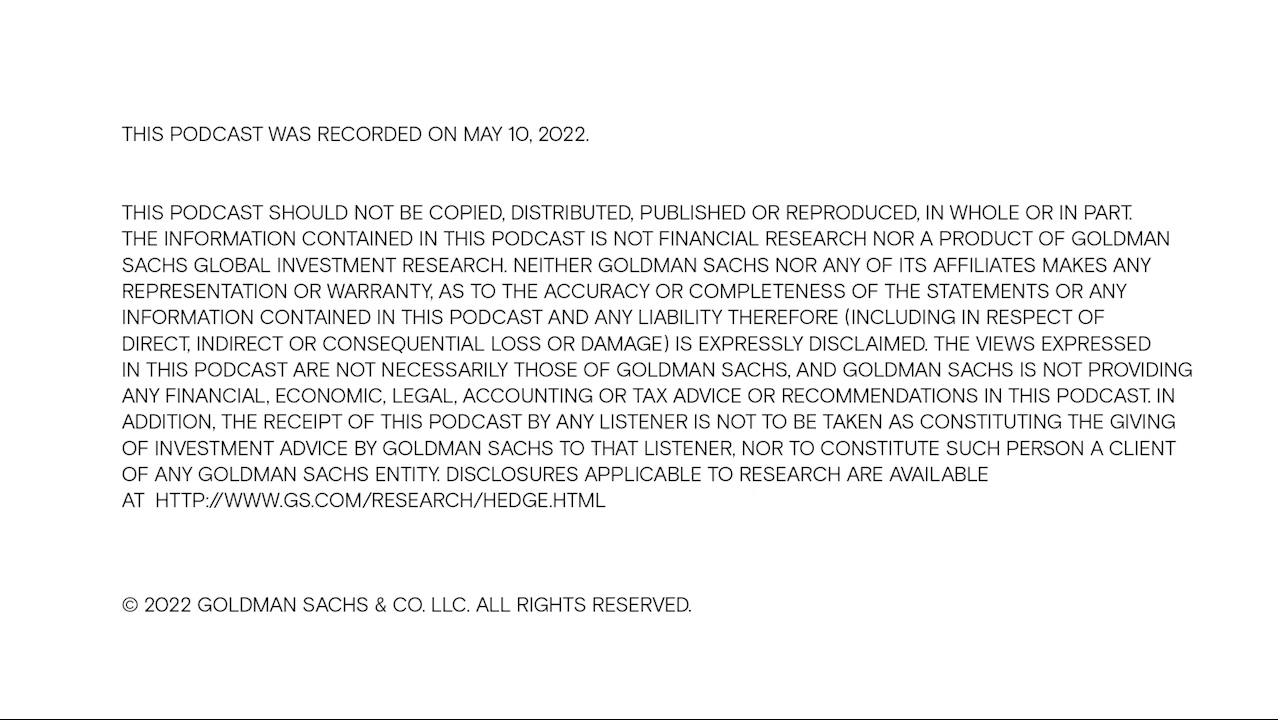 THIS PODCAST WAS RECORDED ON MAY 10, 2022.
THIS PODCAST SHOULD NOT BE COPIED, DISTRIBUTED, PUBLISHED OR REPRODUCED, IN WHOLE OR IN PART.
THE INFORMATION CONTAINED IN THIS PODCAST IS NOT FINANCIAL RESEARCH NOR A PRODUCT OF GOLDMAN
SACHS GLOBAL INVESTMENT RESEARCH. NEITHER GOLDMAN SACHS NOR ANY OF ITS AFFILIATES MAKES ANY
REPRESENTATION OR WARRANTY, AS TO THE ACCURACY OR COMPLETENESS OF THE STATEMENTS OR ANY
INFORMATION CONTAINED IN THIS PODCAST AND ANY LIABILITY THEREFORE (INCLUDING IN RESPECT OF
DIRECT, INDIRECT OR CONSEQUENTIAL LOSS OR DAMAGE) IS EXPRESSLY DISCLAIMED. THE VIEWS EXPRESSED
IN THIS PODCAST ARE NOT NECESSARILY THOSE OF GOLDMAN SACHS, AND GOLDMAN SACHS IS NOT PROVIDING
ANY FINANCIAL, ECONOMIC, LEGAL, ACCOUNTING OR TAX ADVICE OR RECOMMENDATIONS IN THIS PODCAST. IN
ADDITION, THE RECEIPT OF THIS PODCAST BY ANY LISTENER IS NOT TO BE TAKEN AS CONSTITUTING THE GIVING
OF INVESTMENT ADVICE BY GOLDMAN SACHS TO THAT LISTENER, NOR TO CONSTITUTE SUCH PERSON A CLIENT
OF ANY GOLDMAN SACHS ENTITY. DISCLOSURES APPLICABLE TO RESEARCH ARE AVAILABLE
AT HTTP://WWW.GS.COM/RESEARCH/HEDGE.HTML
© 2022 GOLDMAN SACHS & CO. LLC. ALL RIGHTS RESERVED.